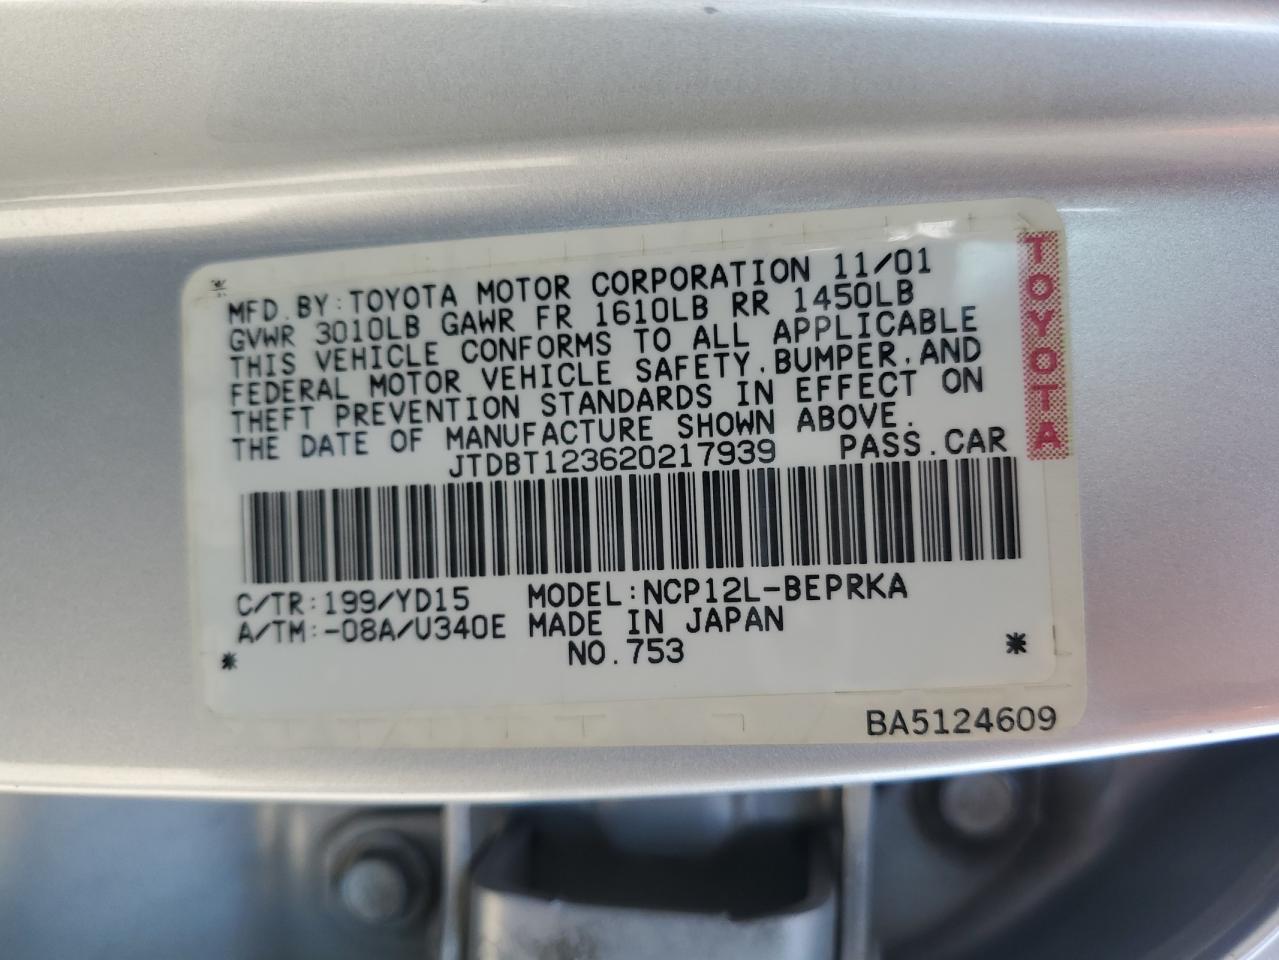 MFD.BY:TOYOTA MOTOR CORPORATION 11/01
GVWR 3010LB GAWR FR 1610LB RR 1450LB
THIS VEHICLE CONFORMS TO ALL APPLICABLE
FEDERAL MOTOR VEHICLE SAFETY.BUMPER.AND
THEFT PREVENTION STANDARDS IN EFFECT ON
THE DATE OF MANUFACTURE SHOWN ABOVE.
JTDBT123620217939 PASS.CAR
TOYOTA
C/TR:199/YD15 MODEL:NCP12L-BEPRKA
A/TM:-08A/U340E MADE IN JAPAN
* NO.753 *
BA5124609